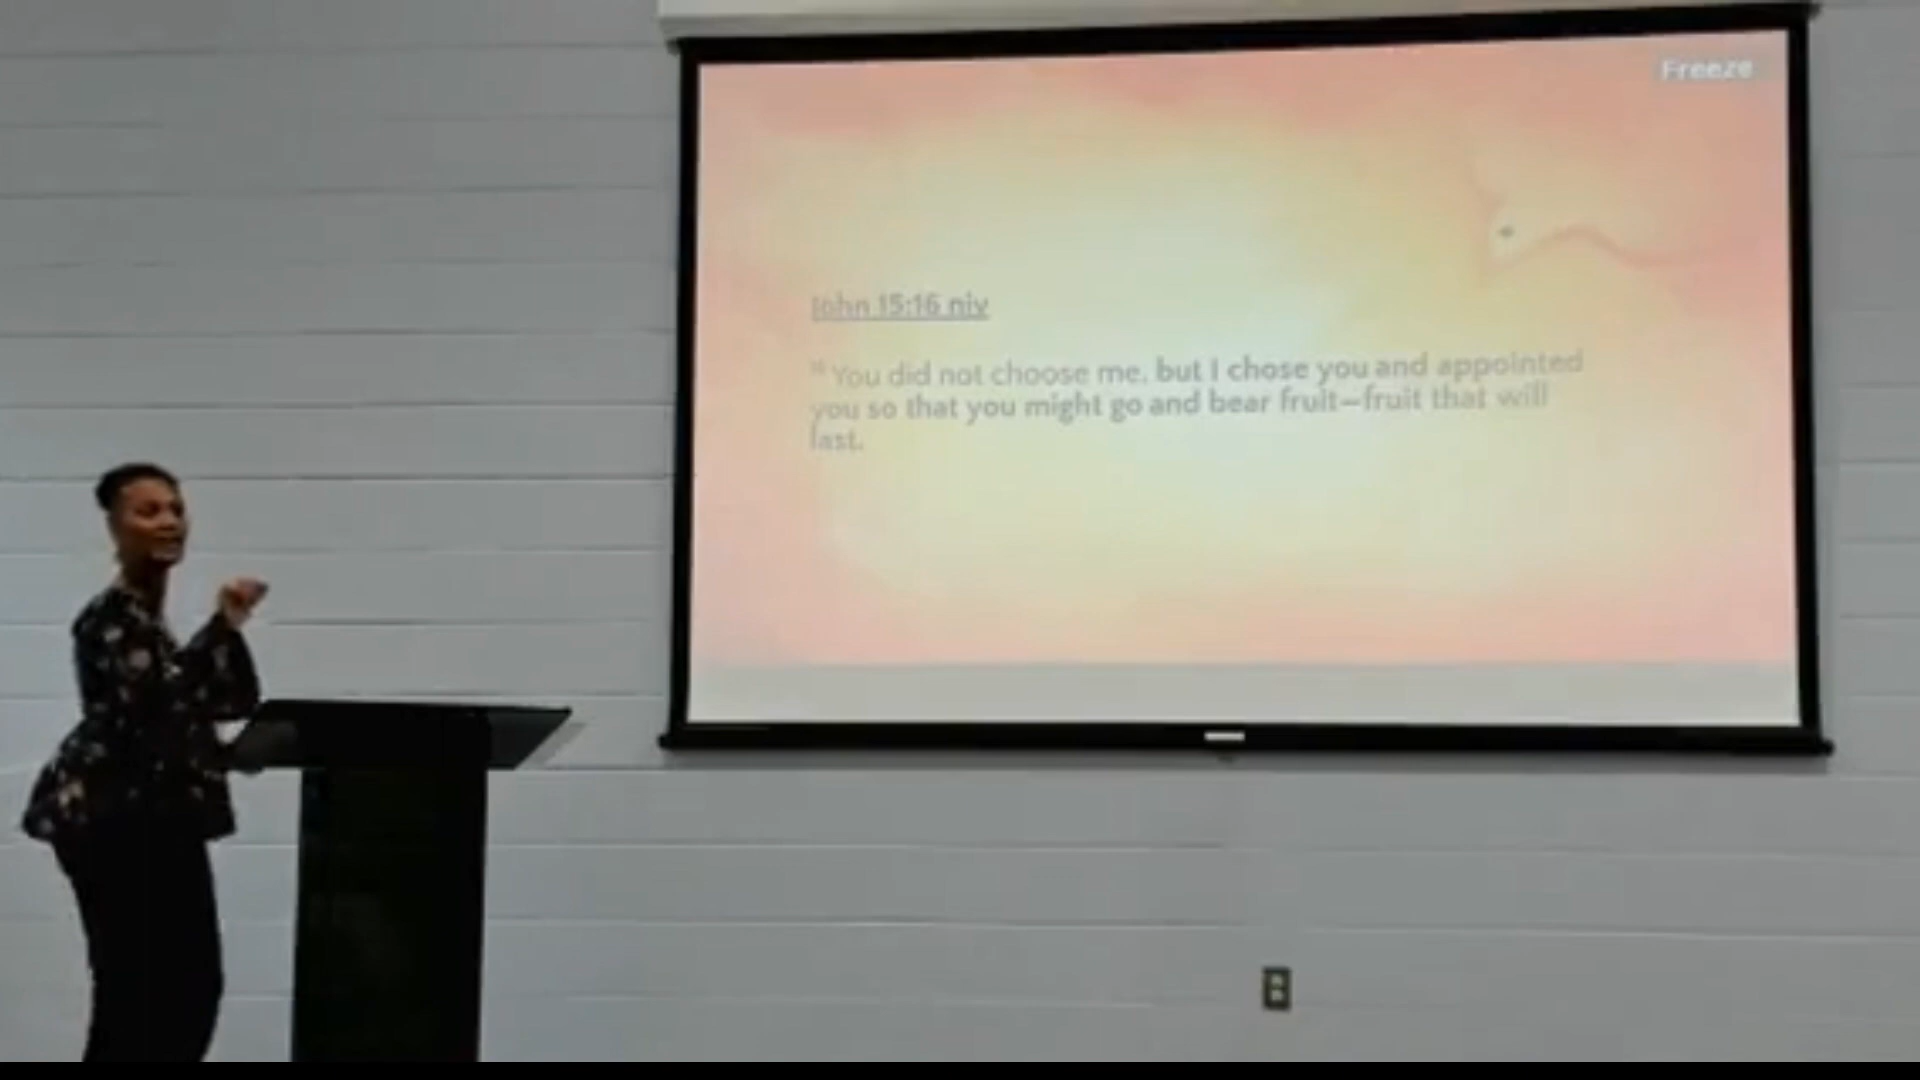 Freeze
John 15:16 niv
16 You did not choose me, but I chose you and appointed
you so that you might go and bear fruit—fruit that will
last.